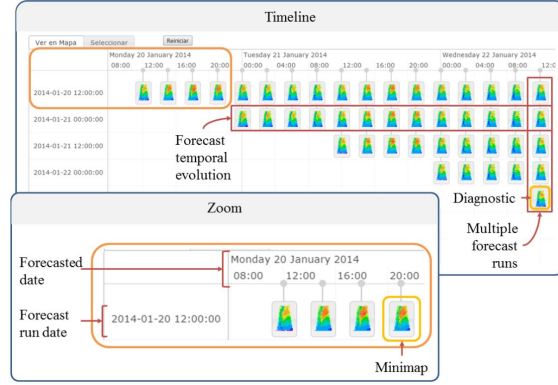 Timeline
Ver en Mapa Seleccionar Reiniciar
Monday 20 January 2014 Tuesday 21 January 2014 Wednesday 22 January 2014
08:00 12:00 16:00 20:00 00:00 04:00 08:00 12:00 16:00 20:00 00:00 04:00 08:00 12:0
2014-01-20 12:00:00
2014-01-21 00:00:00
2014-01-21 12:00:00
2014-01-22 00:00:00
Forecast
temporal
evolution
Diagnostic
Multiple
forecast
runs
Zoom
Forecasted
date
Monday 20 January 2014
08:00 12:00 16:00 20:00
Forecast
run date
2014-01-20 12:00:00
Minimap